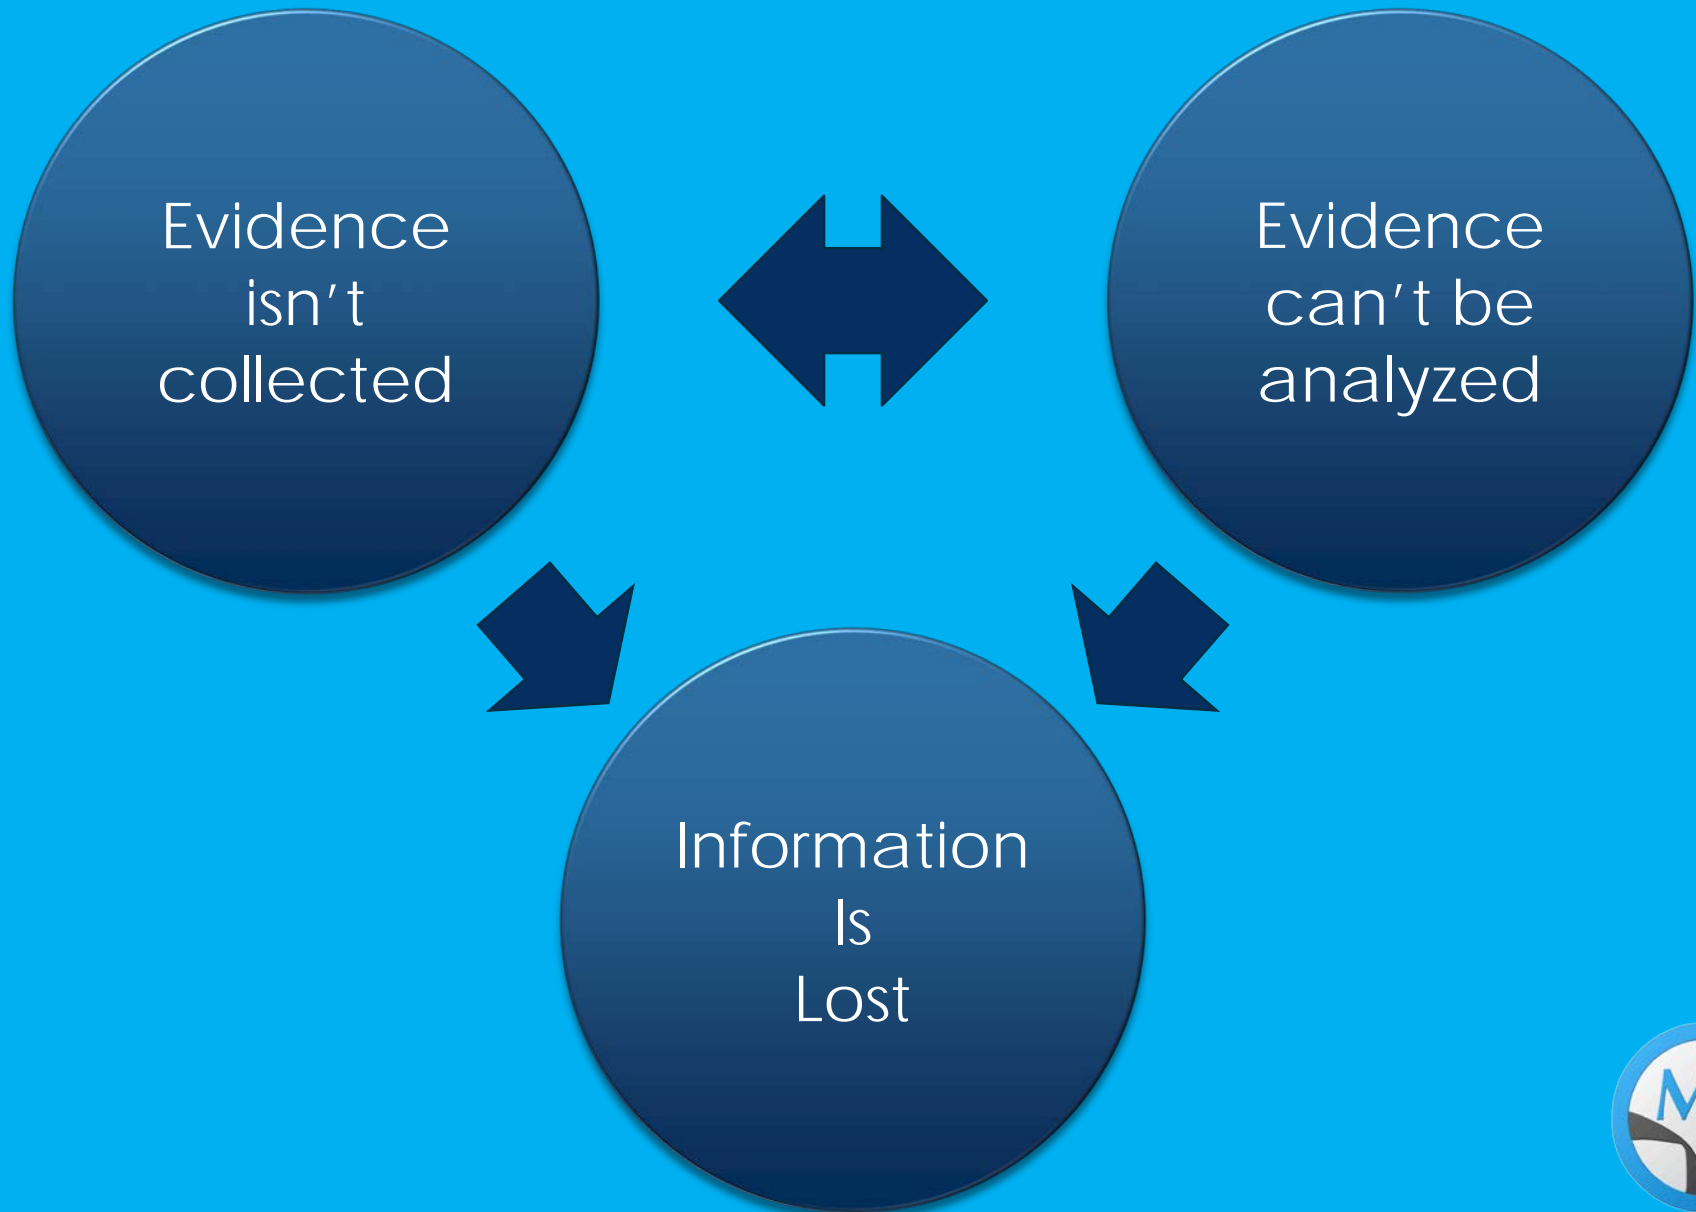 Evidence
isn't
collected
Evidence
can't be
analyzed
Information
Is
Lost
M